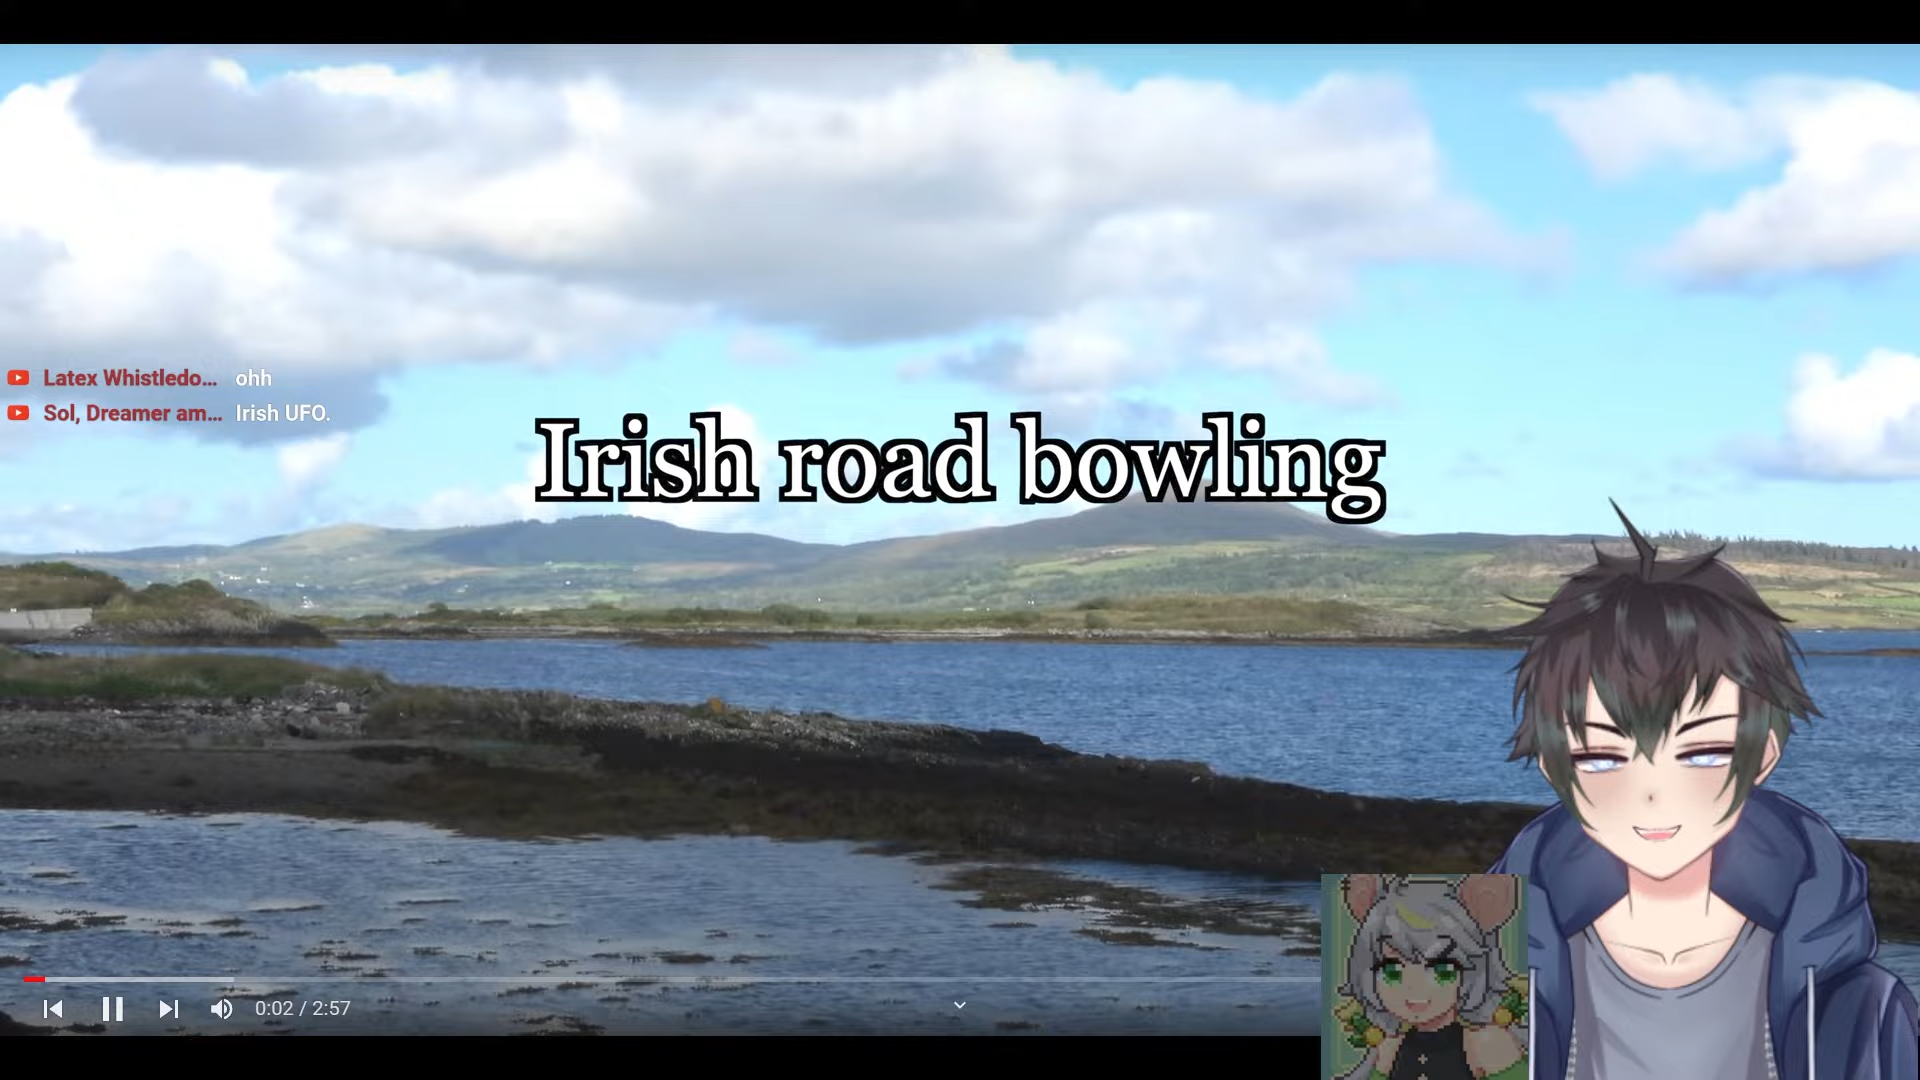 Latex Whistledo... ohh
Sol, Dreamer am... Irish UFO.
Irish road bowling
0:02 / 2:57